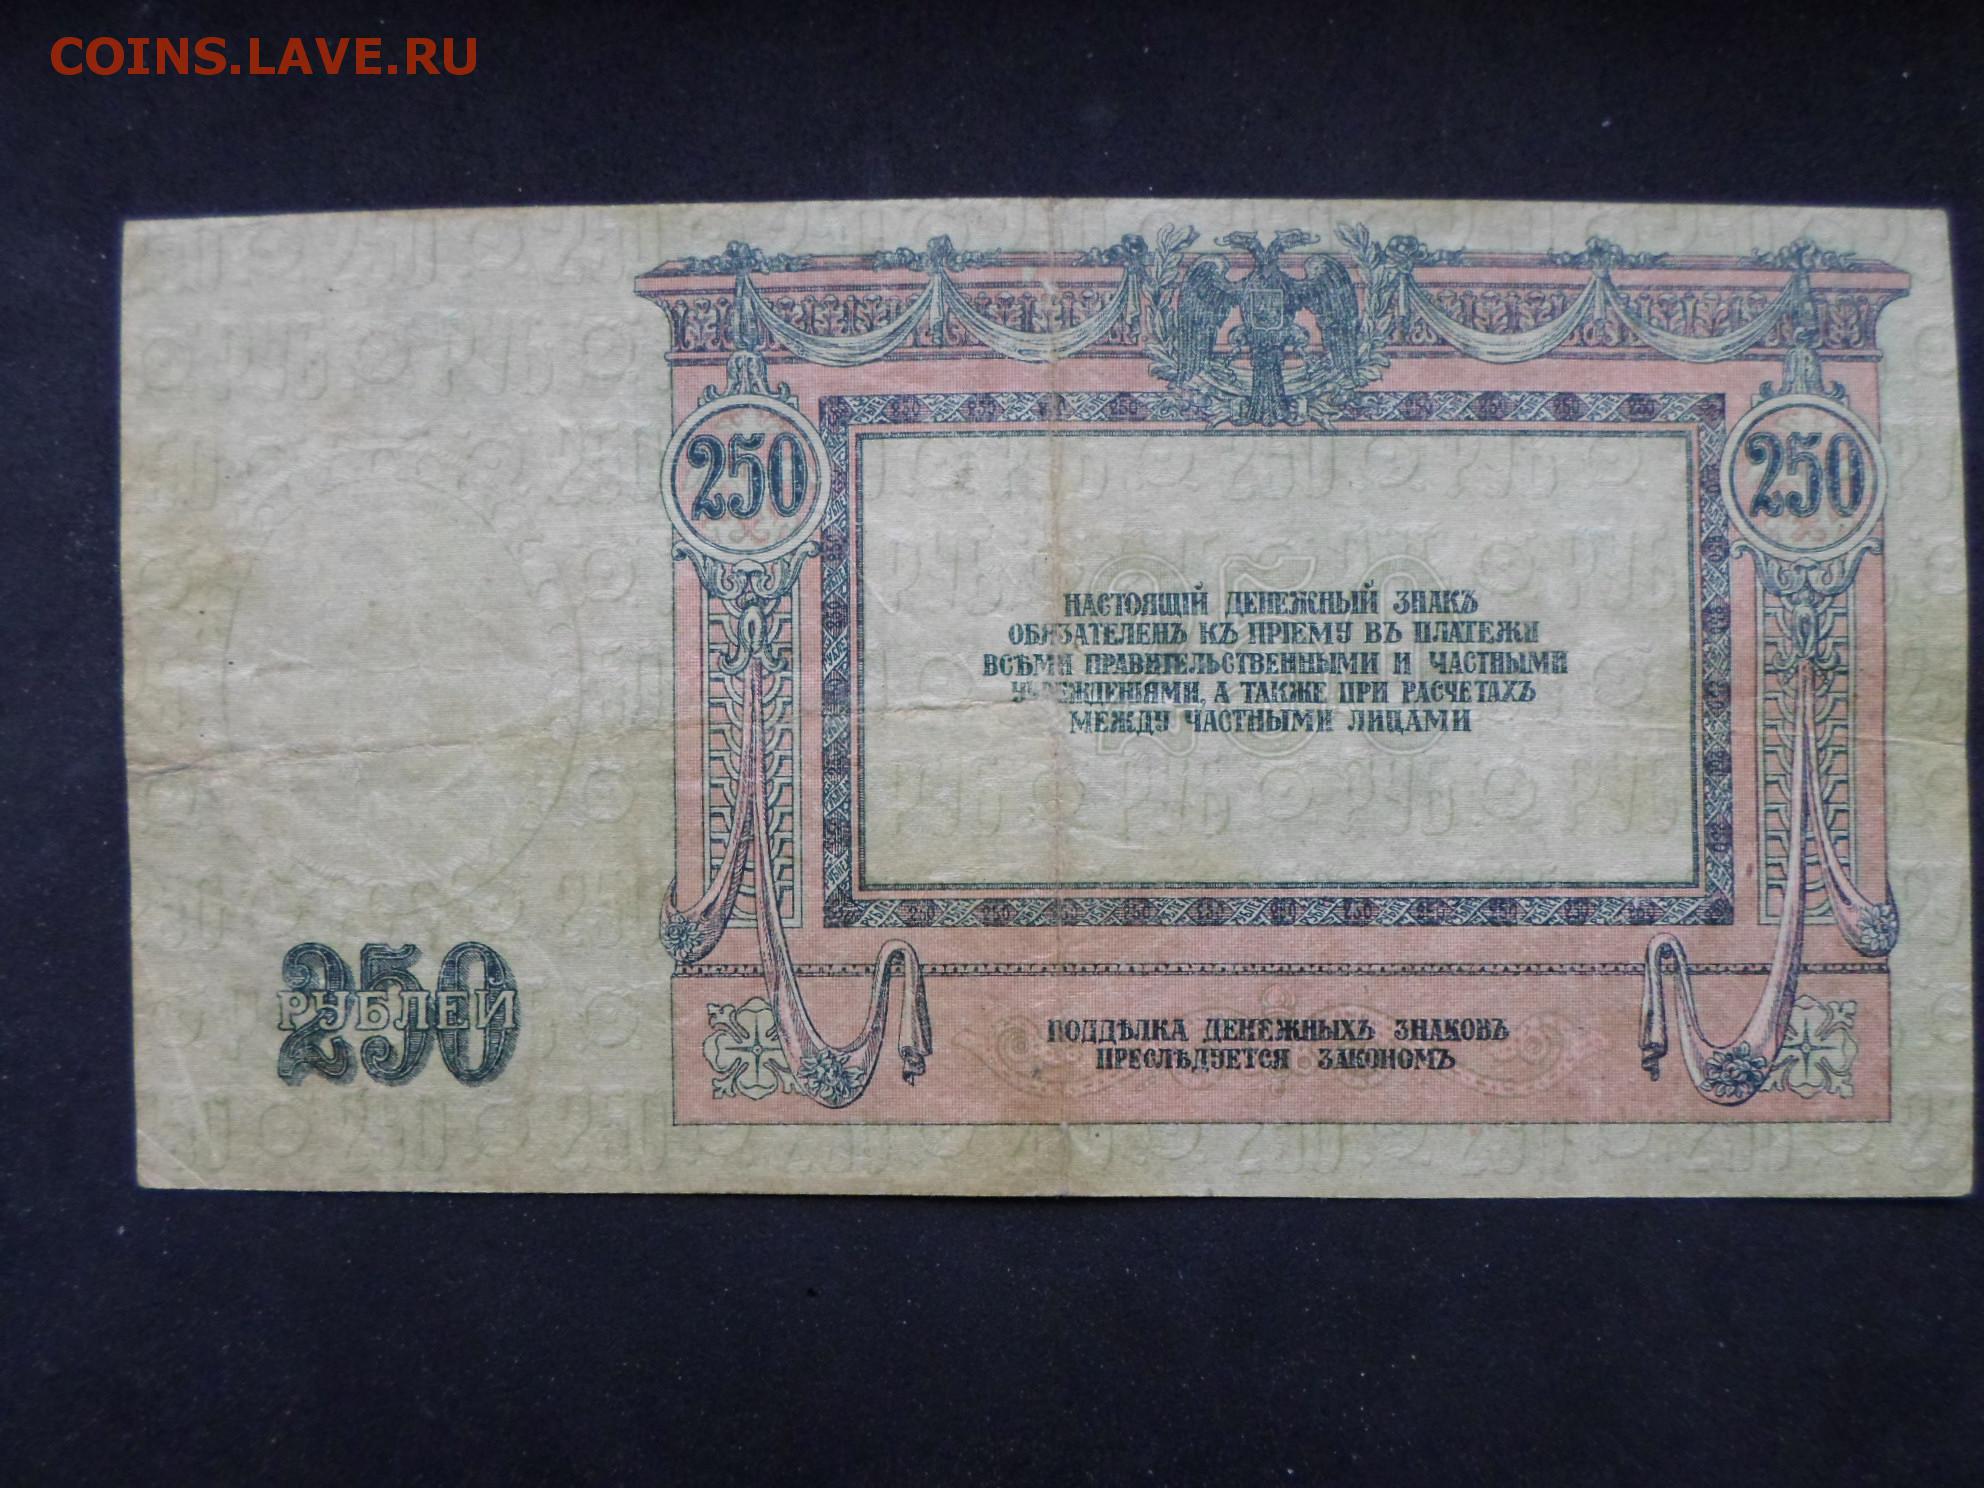 COINS.LAVE.RU
250
250
250
НАСТОЯЩІЙ ДЕНЕЖНЫЙ ЗНАКЪ
ОБЯЗАТЕЛЕНЪ КЪ ПРІЕМУ ВЪ ПЛАТЕЖИ
ВСѢМИ ПРАВИТЕЛЬСТВЕННЫМИ И ЧАСТНЫМИ
УЧРЕЖДЕНІЯМИ, А ТАКЖЕ ПРИ РАСЧЕТАХЪ
МЕЖДУ ЧАСТНЫМИ ЛИЦАМИ
250
РУБЛЕЙ
ПОДДѢЛКА ДЕНЕЖНЫХЪ ЗНАКОВЪ
ПРЕСЛѢДУЕТСЯ ЗАКОНОМЪ